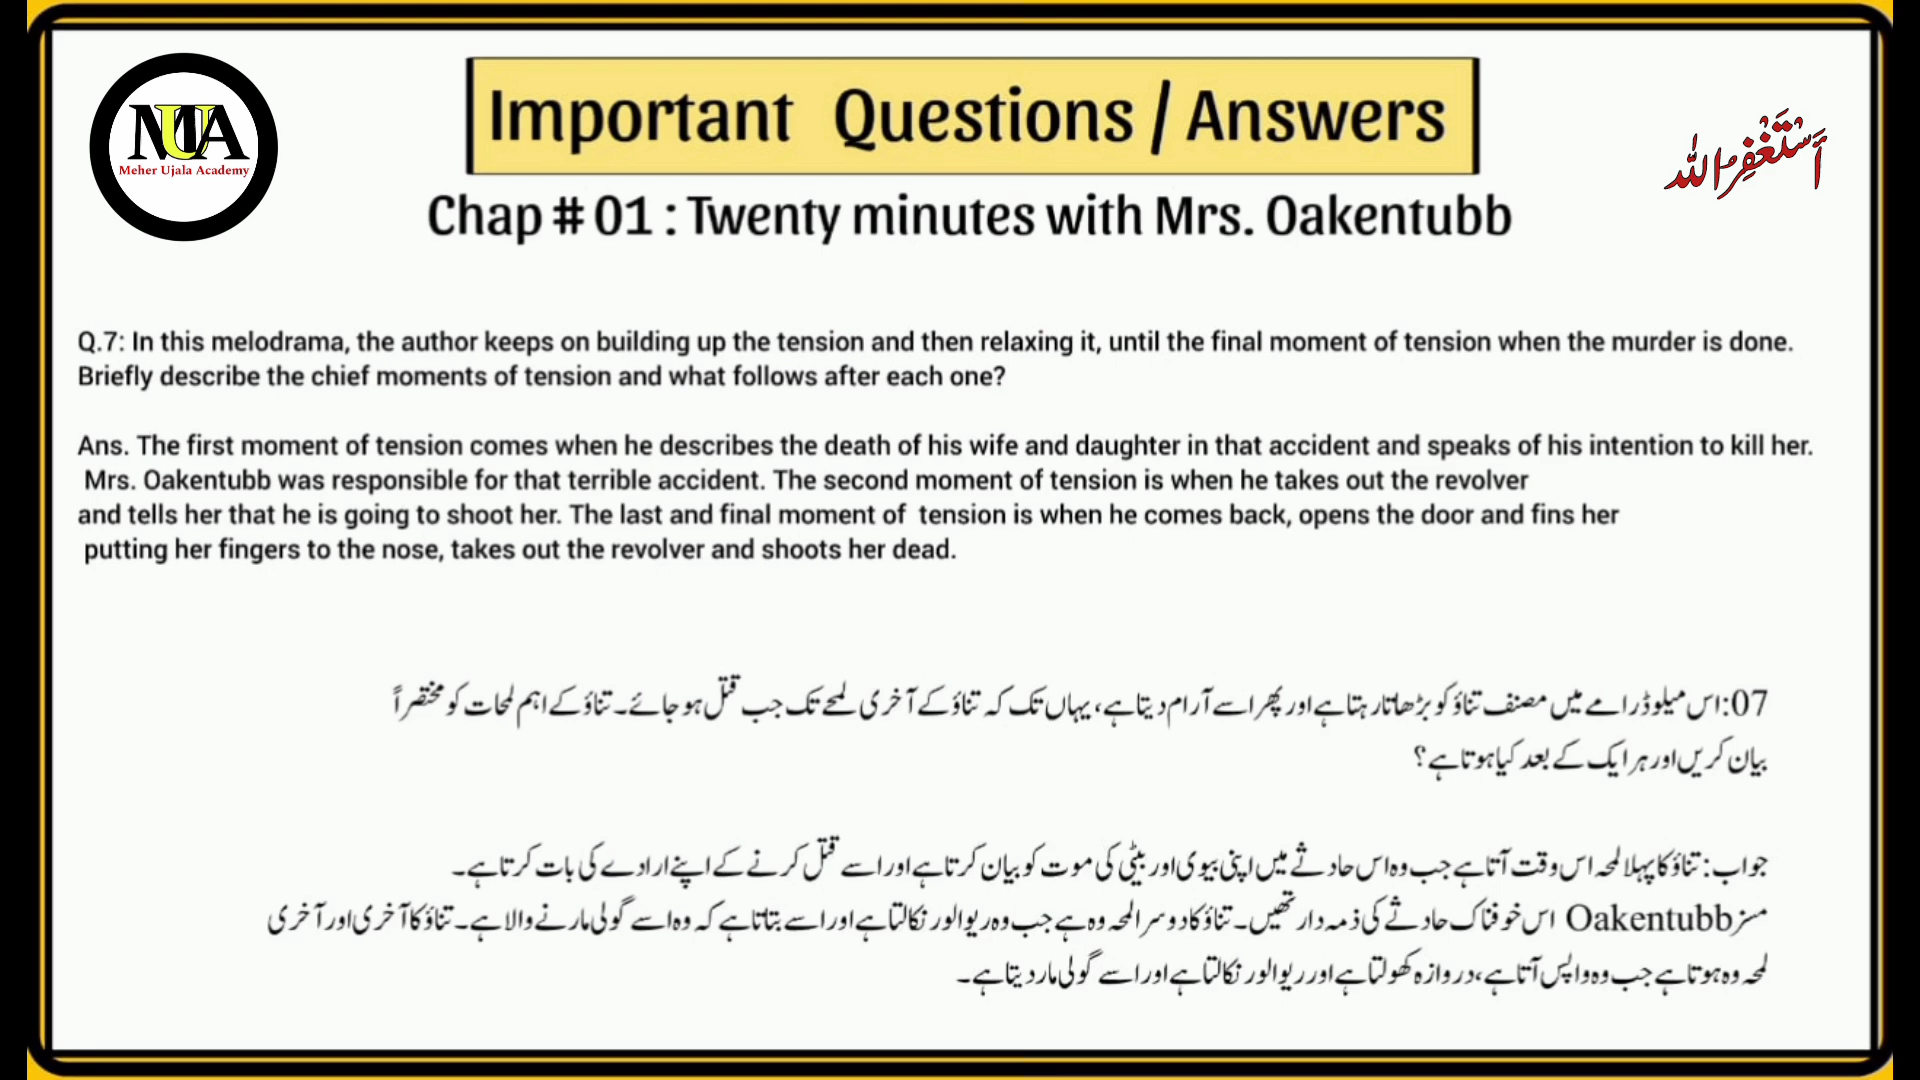 MUA
Meher Ujala Academy
Important Questions / Answers
أَسْتَغْفِرُاللّٰه
Chap # 01 : Twenty minutes with Mrs. Oakentubb
Q.7: In this melodrama, the author keeps on building up the tension and then relaxing it, until the final moment of tension when the murder is done.
Briefly describe the chief moments of tension and what follows after each one?
Ans. The first moment of tension comes when he describes the death of his wife and daughter in that accident and speaks of his intention to kill her.
Mrs. Oakentubb was responsible for that terrible accident. The second moment of tension is when he takes out the revolver
and tells her that he is going to shoot her. The last and final moment of tension is when he comes back, opens the door and fins her
putting her fingers to the nose, takes out the revolver and shoots her dead.
07:اس میلوڈرامے میں مصنف تناؤ کو بڑھاتا رہتا ہے اور پھر اسے آرام دیتا ہے، یہاں تک کہ تناؤ کے آخری لمحے تک جب قتل ہو جائے۔ تناؤ کے اہم لمحات کو مختصراً
بیان کریں اور ہر ایک کے بعد کیا ہوتا ہے؟
جواب: تناؤ کا پہلا لمحہ اس وقت آتا ہے جب وہ اس حادثے میں اپنی بیوی اور بیٹی کی موت کو بیان کرتا ہے اور اسے قتل کرنے کے اپنے ارادے کی بات کرتا ہے۔
مسز Oakentubb اس خوفناک حادثے کی ذمہ دار تھیں۔ تناؤ کا دوسرا لمحہ وہ ہے جب وہ ریوالور نکالتا ہے اور اسے بتاتا ہے کہ وہ اسے گولی مارنے والا ہے۔ تناؤ کا آخری اور آخری
لمحہ وہ ہوتا ہے جب وہ واپس آتا ہے، دروازہ کھولتا ہے اور ریوالور نکالتا ہے اور اسے گولی مار دیتا ہے۔